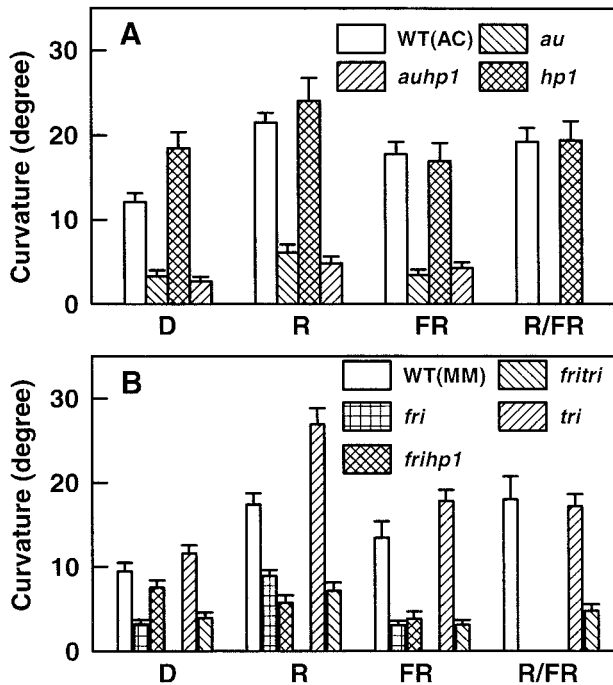 A
WT(AC) au
auhp1 hp1
Curvature (degree)
30
20
10
0
D R FR R/FR
B
WT(MM) fritri
fri tri
frihp1
Curvature (degree)
30
20
10
0
D R FR R/FR